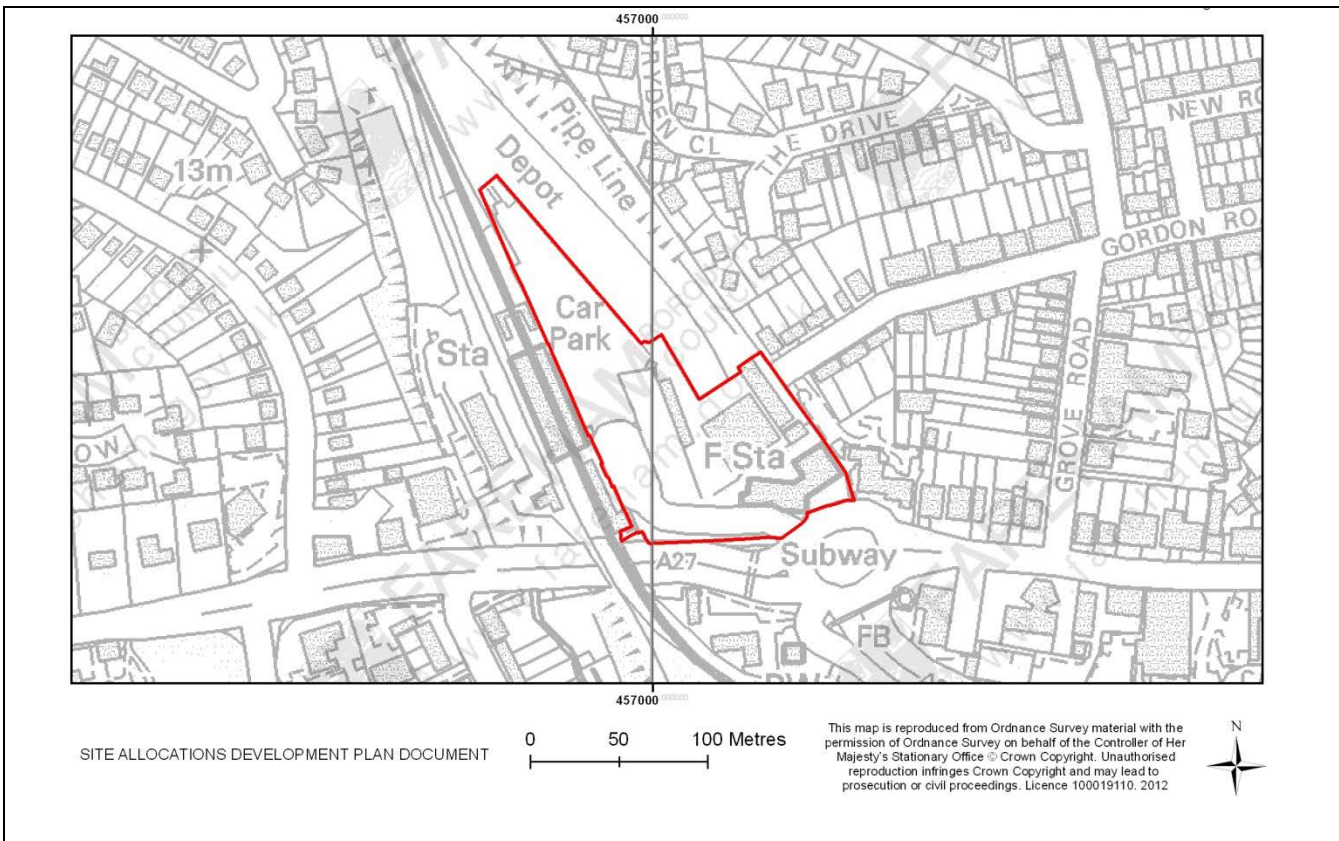 457000
13m
Depot
Pipe Line
CL
THE DRIVE
NEW RO
GORDON ROA
Car
Park
Sta
GROVE ROAD
F Sta
OW
A27
Subway
FB
457000
SITE ALLOCATIONS DEVELOPMENT PLAN DOCUMENT
0 50 100 Metres
This map is reproduced from Ordnance Survey material with the
permission of Ordnance Survey on behalf of the Controller of Her
Majesty's Stationary Office © Crown Copyright. Unauthorised
reproduction infringes Crown Copyright and may lead to
prosecution or civil proceedings. Licence 100019110. 2012
N